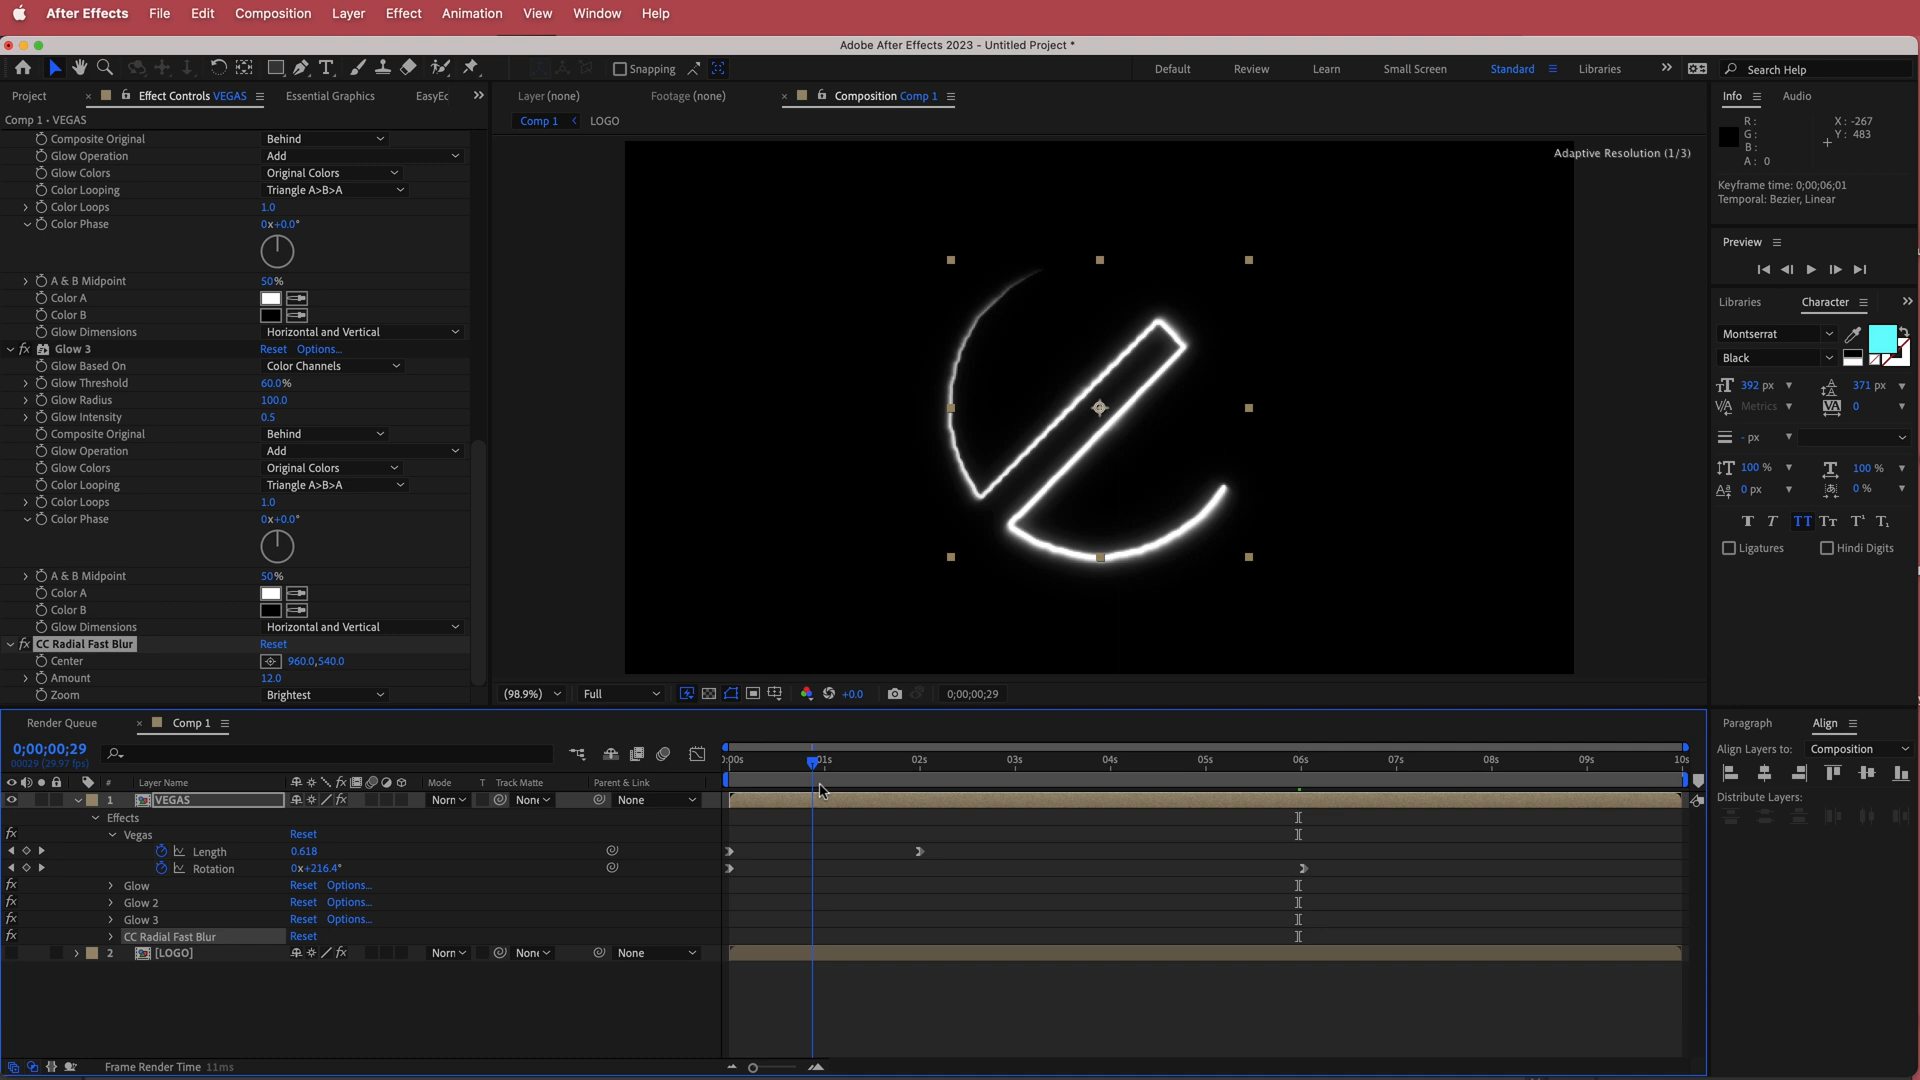 After Effects File Edit Composition Layer Effect Animation View Window Help
Adobe After Effects 2023 - Untitled Project *
Snapping
Default Review Learn Small Screen Standard Libraries
Search Help
Project
Effect Controls VEGAS
Essential Graphics
EasyEc
Layer (none)
Footage (none)
Composition Comp 1
Comp 1 • VEGAS
Comp 1 LOGO
Adaptive Resolution (1/3)
Composite Original Behind
Glow Operation Add
Glow Colors Original Colors
Color Looping Triangle A>B>A
Color Loops 1.0
Color Phase 0x+0.0°
A & B Midpoint 50%
Color A
Color B
Glow Dimensions Horizontal and Vertical
fx Glow 3 Reset Options...
Glow Based On Color Channels
Glow Threshold 60.0%
Glow Radius 100.0
Glow Intensity 0.5
Composite Original Behind
Glow Operation Add
Glow Colors Original Colors
Color Looping Triangle A>B>A
Color Loops 1.0
Color Phase 0x+0.0°
A & B Midpoint 50%
Color A
Color B
Glow Dimensions Horizontal and Vertical
fx CC Radial Fast Blur Reset
Center 960.0,540.0
Amount 12.0
Zoom Brightest
(98.9%) Full +0.0 0;00;00;29
Info Audio
R: X: -267
G: Y: 483
B:
A: 0
Keyframe time: 0;00;06;01
Temporal: Bezier, Linear
Preview
Libraries Character
Montserrat
Black
392 px 371 px
Metrics 0
- px
100 % 100 %
0 px 0 %
Ligatures Hindi Digits
Render Queue Comp 1
0;00;00;29
00029 (29.97 fps)
# Layer Name fx Mode T Track Matte Parent & Link
0:00s 01s 02s 03s 04s 05s 06s 07s 08s 09s 10s
1 VEGAS fx Norn None None
Effects
fx Vegas Reset
Length 0.618
Rotation 0x+216.4°
fx Glow Reset Options...
fx Glow 2 Reset Options...
fx Glow 3 Reset Options...
fx CC Radial Fast Blur Reset
2 [LOGO] fx Norn None None
Frame Render Time 11ms
Paragraph Align
Align Layers to: Composition
Distribute Layers: